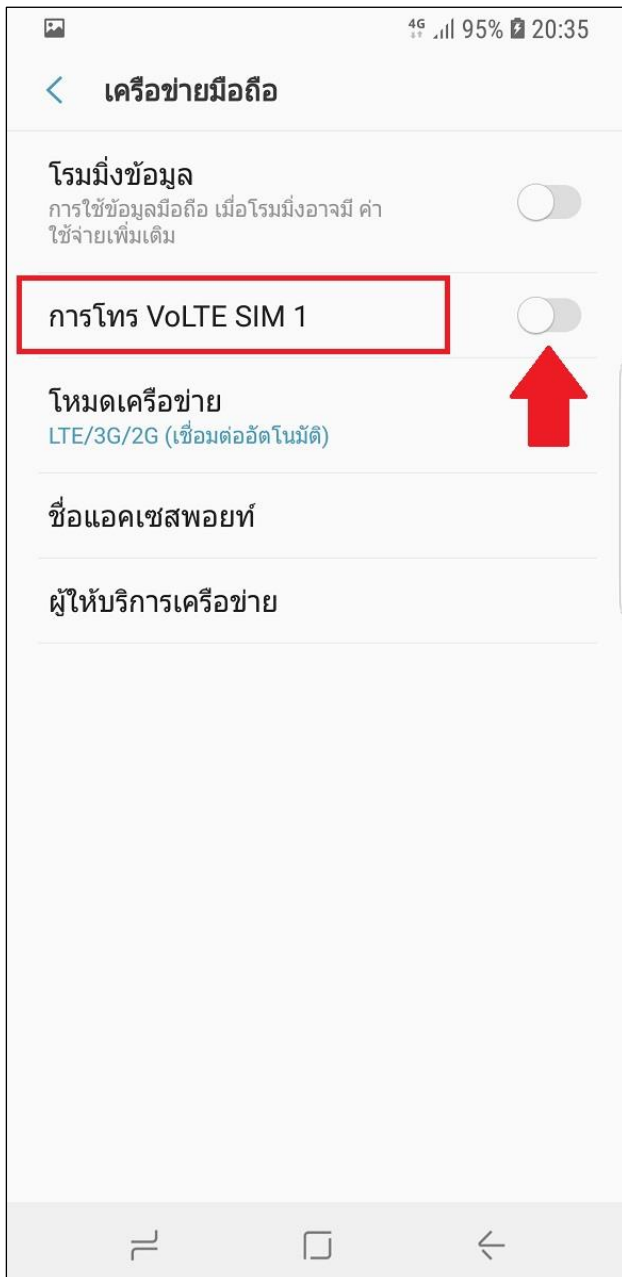 4G 95% 20:35
เครือข่ายมือถือ
โรมมิ่งข้อมูล
การใช้ข้อมูลมือถือ เมื่อโรมมิ่งอาจมี ค่า
ใช้จ่ายเพิ่มเติม
การโทร VoLTE SIM 1
โหมดเครือข่าย
LTE/3G/2G (เชื่อมต่ออัตโนมัติ)
ชื่อแอคเซสพอยท์
ผู้ให้บริการเครือข่าย